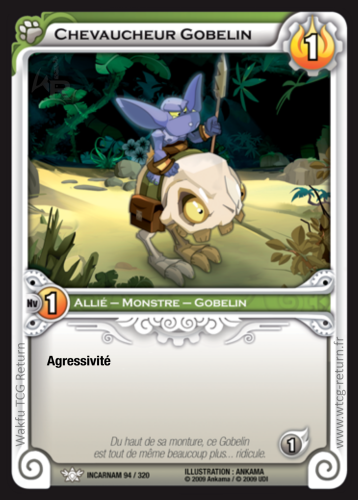 Chevaucheur Gobelin
1
Nv 1
Allié – Monstre – Gobelin
Agressivité
Du haut de sa monture, ce Gobelin
est tout de même beaucoup plus... ridicule.
1
INCARNAM 94 / 320
ILLUSTRATION : ANKAMA
© 2009 Ankama / © 2009 UDI
Wakfu TCG Return
www.wtcg-return.fr